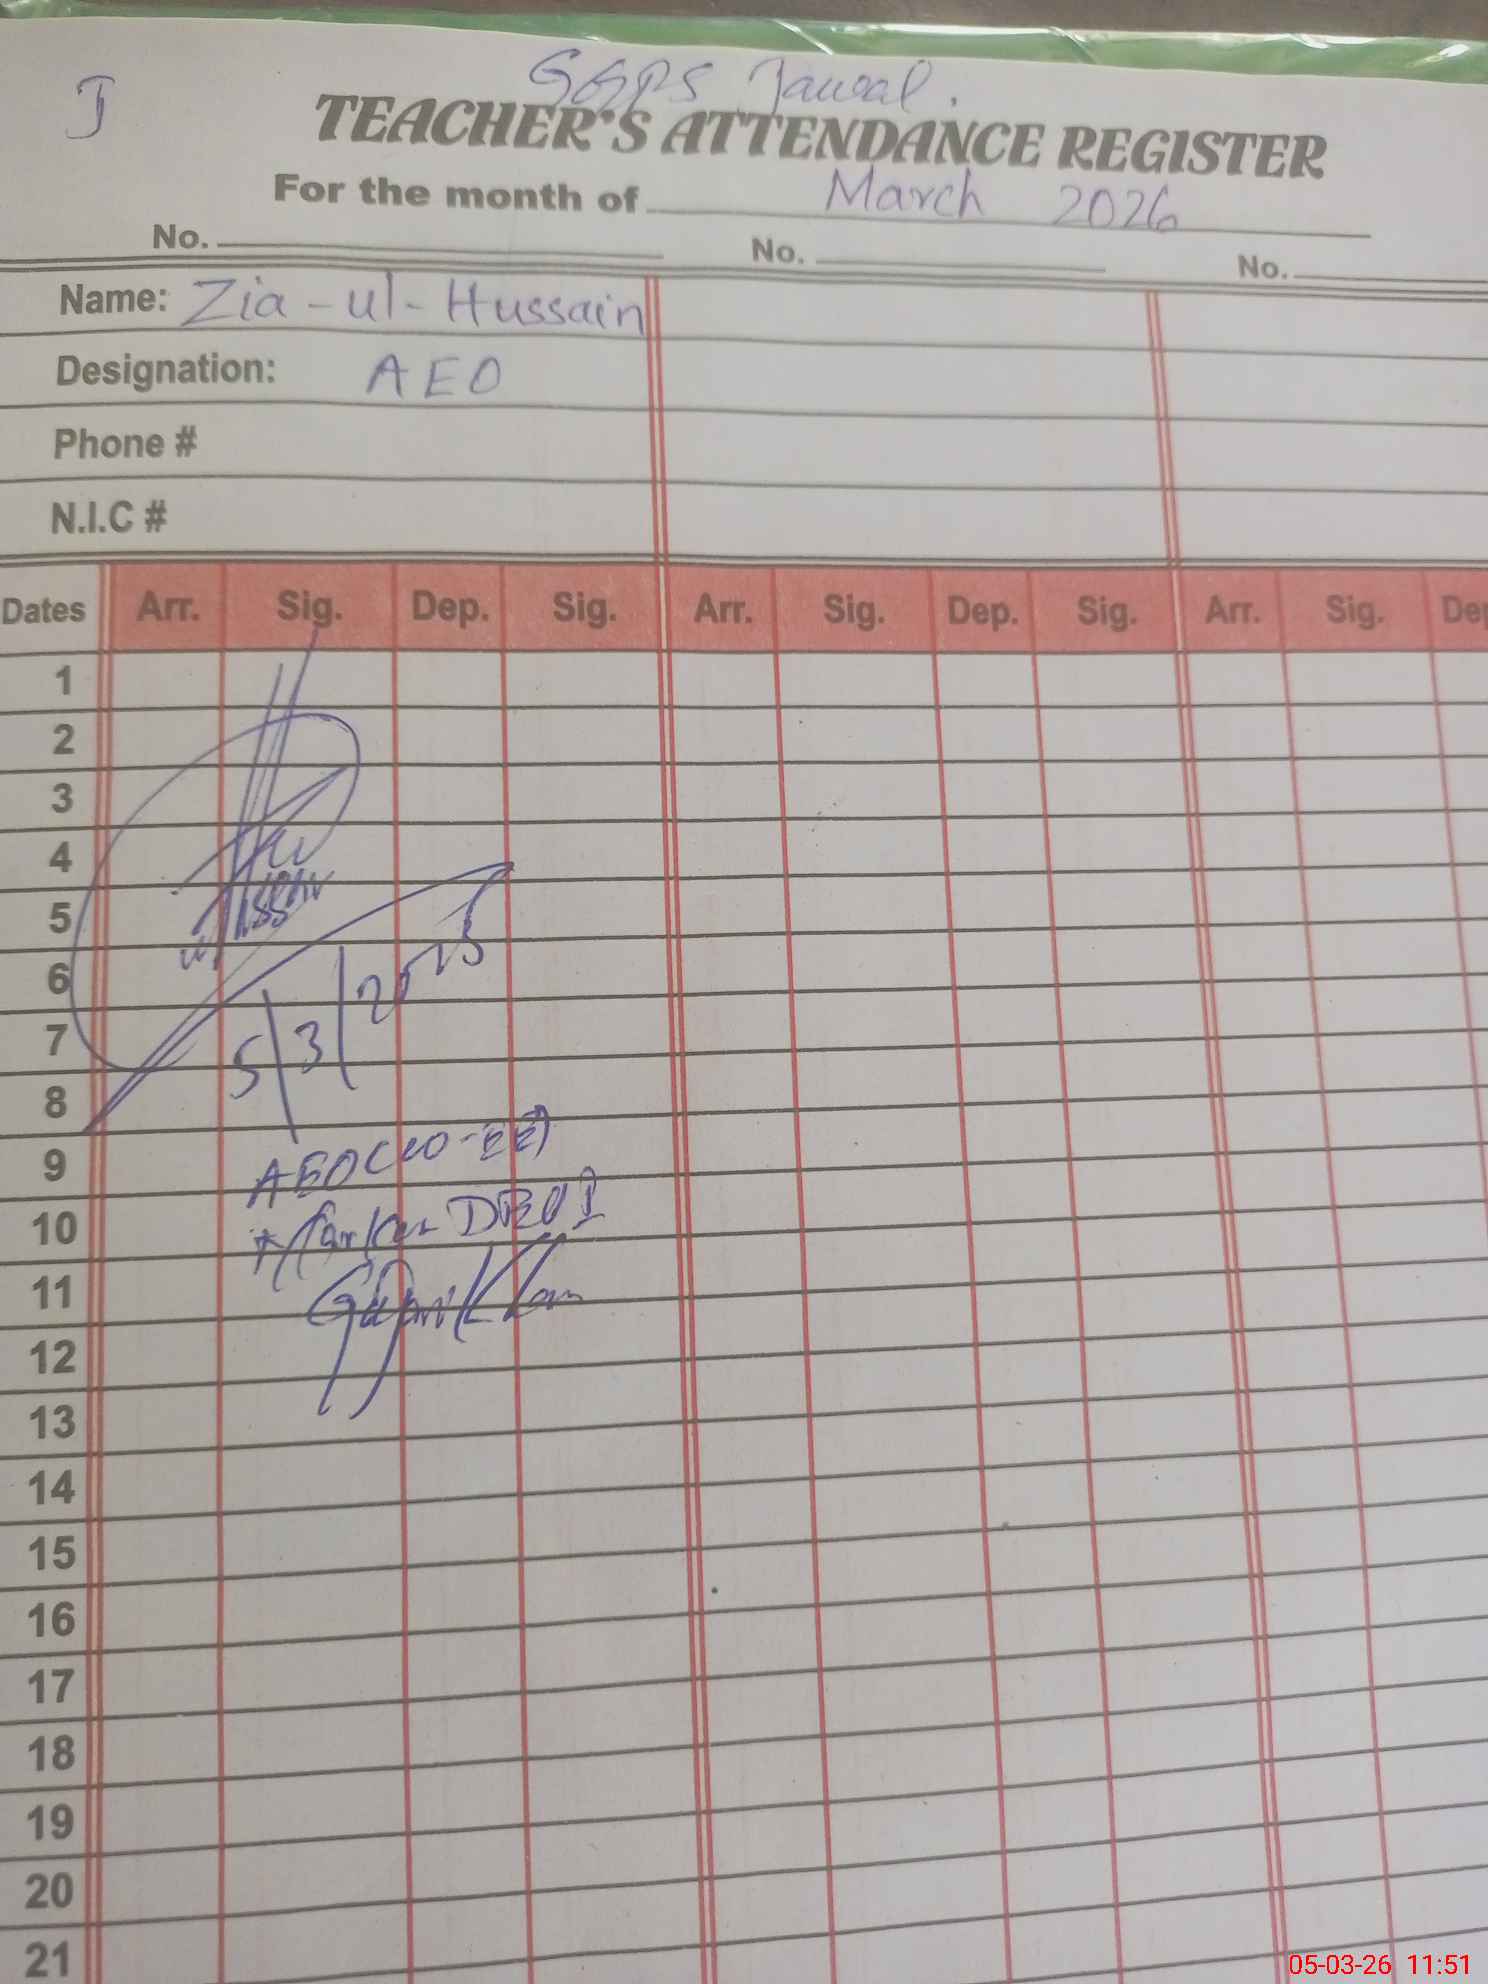 J
GGPS Jawal.
TEACHER'S ATTENDANCE REGISTER
For the month of March 2026
No. No. No.
Name: Zia-ul-Hussain
Designation: AEO
Phone #
N.I.C #
Dates Arr. Sig. Dep. Sig. Arr. Sig. Dep. Sig. Arr. Sig.
1
2
3
4
5
6
7
5/3/2025
8
9
AEO
10
11
12
13
14
15
16
17
18
19
20
21
05-03-26 11:51